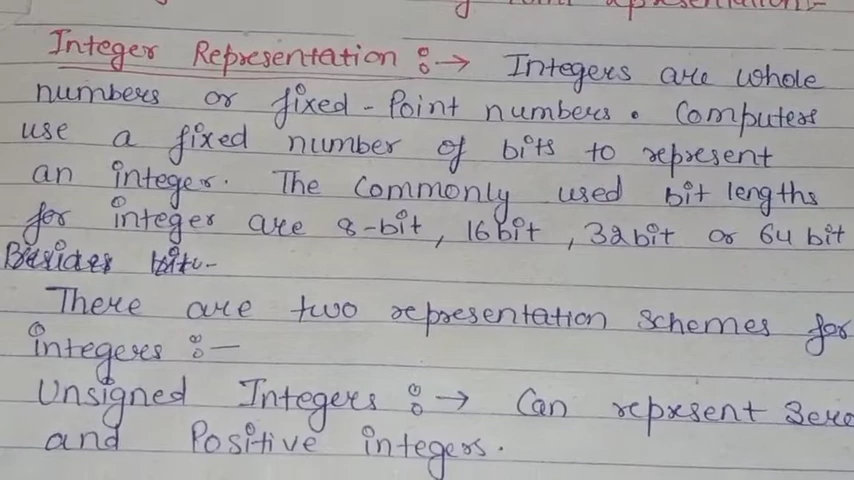 Integer Representation :→ Integers are whole
numbers or fixed-Point numbers. Computers
use a fixed number of bits to represent
an integer. The commonly used bit lengths
for integer are 8-bit, 16bit, 32bit or 64 bit
Besides bit-
There are two representation schemes for
integers :-
Unsigned Integers :→ Can represent zero
and Positive integers.